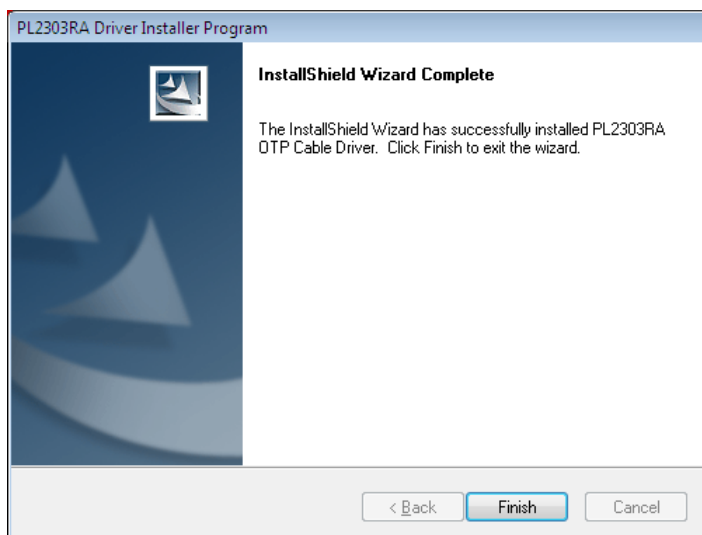 PL2303RA Driver Installer Program
InstallShield Wizard Complete
The InstallShield Wizard has successfully installed PL2303RA
OTP Cable Driver. Click Finish to exit the wizard.
< Back
Finish
Cancel